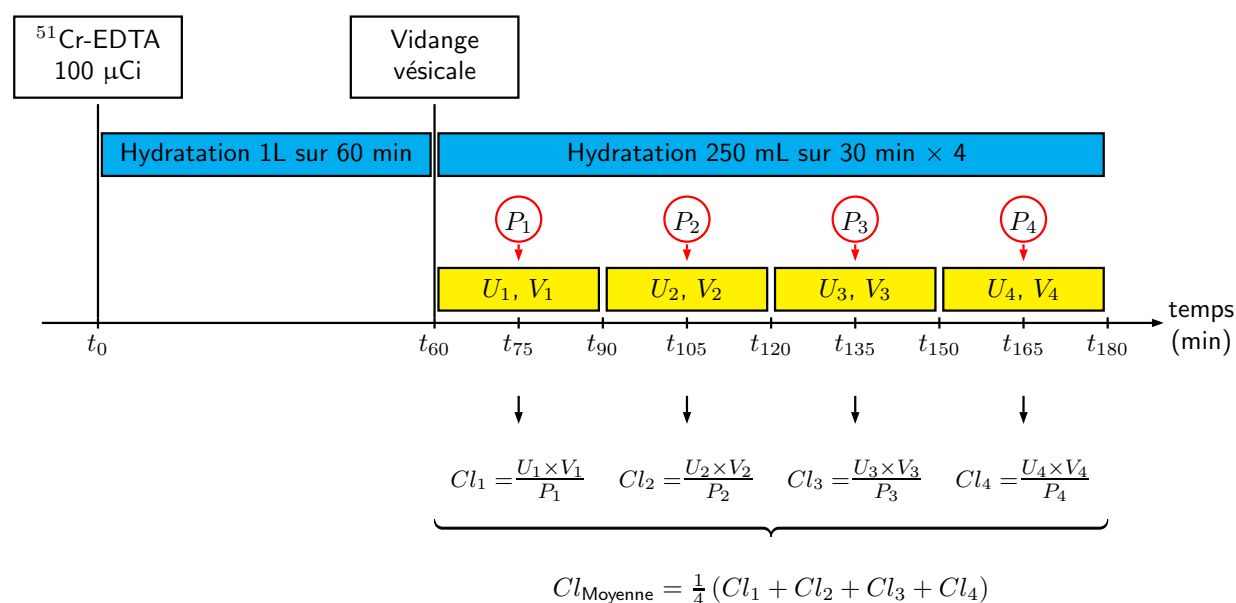 ⁵¹Cr-EDTA
100 µCi
Vidange
vésicale
Hydratation 1L sur 60 min
Hydratation 250 mL sur 30 min × 4
P₁
P₂
P₃
P₄
U₁, V₁
U₂, V₂
U₃, V₃
U₄, V₄
temps
(min)
t₀
t₆₀
t₇₅
t₉₀
t₁₀₅
t₁₂₀
t₁₃₅
t₁₅₀
t₁₆₅
t₁₈₀
Cl₁ = U₁×V₁/P₁
Cl₂ = U₂×V₂/P₂
Cl₃ = U₃×V₃/P₃
Cl₄ = U₄×V₄/P₄
Cl_Moyenne = 1/4 (Cl₁ + Cl₂ + Cl₃ + Cl₄)